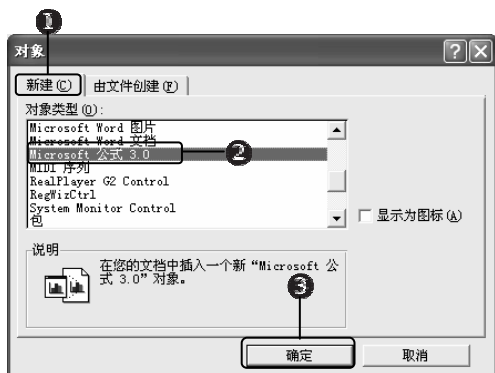 1
对象
新建(C) 由文件创建(F)
对象类型(O):
Microsoft Word 图片
Microsoft Word 文档
Microsoft 公式 3.0
2
MIDI 序列
RealPlayer G2 Control
RegWizCtrl
System Monitor Control
包
显示为图标(A)
说明
在您的文档中插入一个新“Microsoft 公
式 3.0”对象。
3
确定 取消